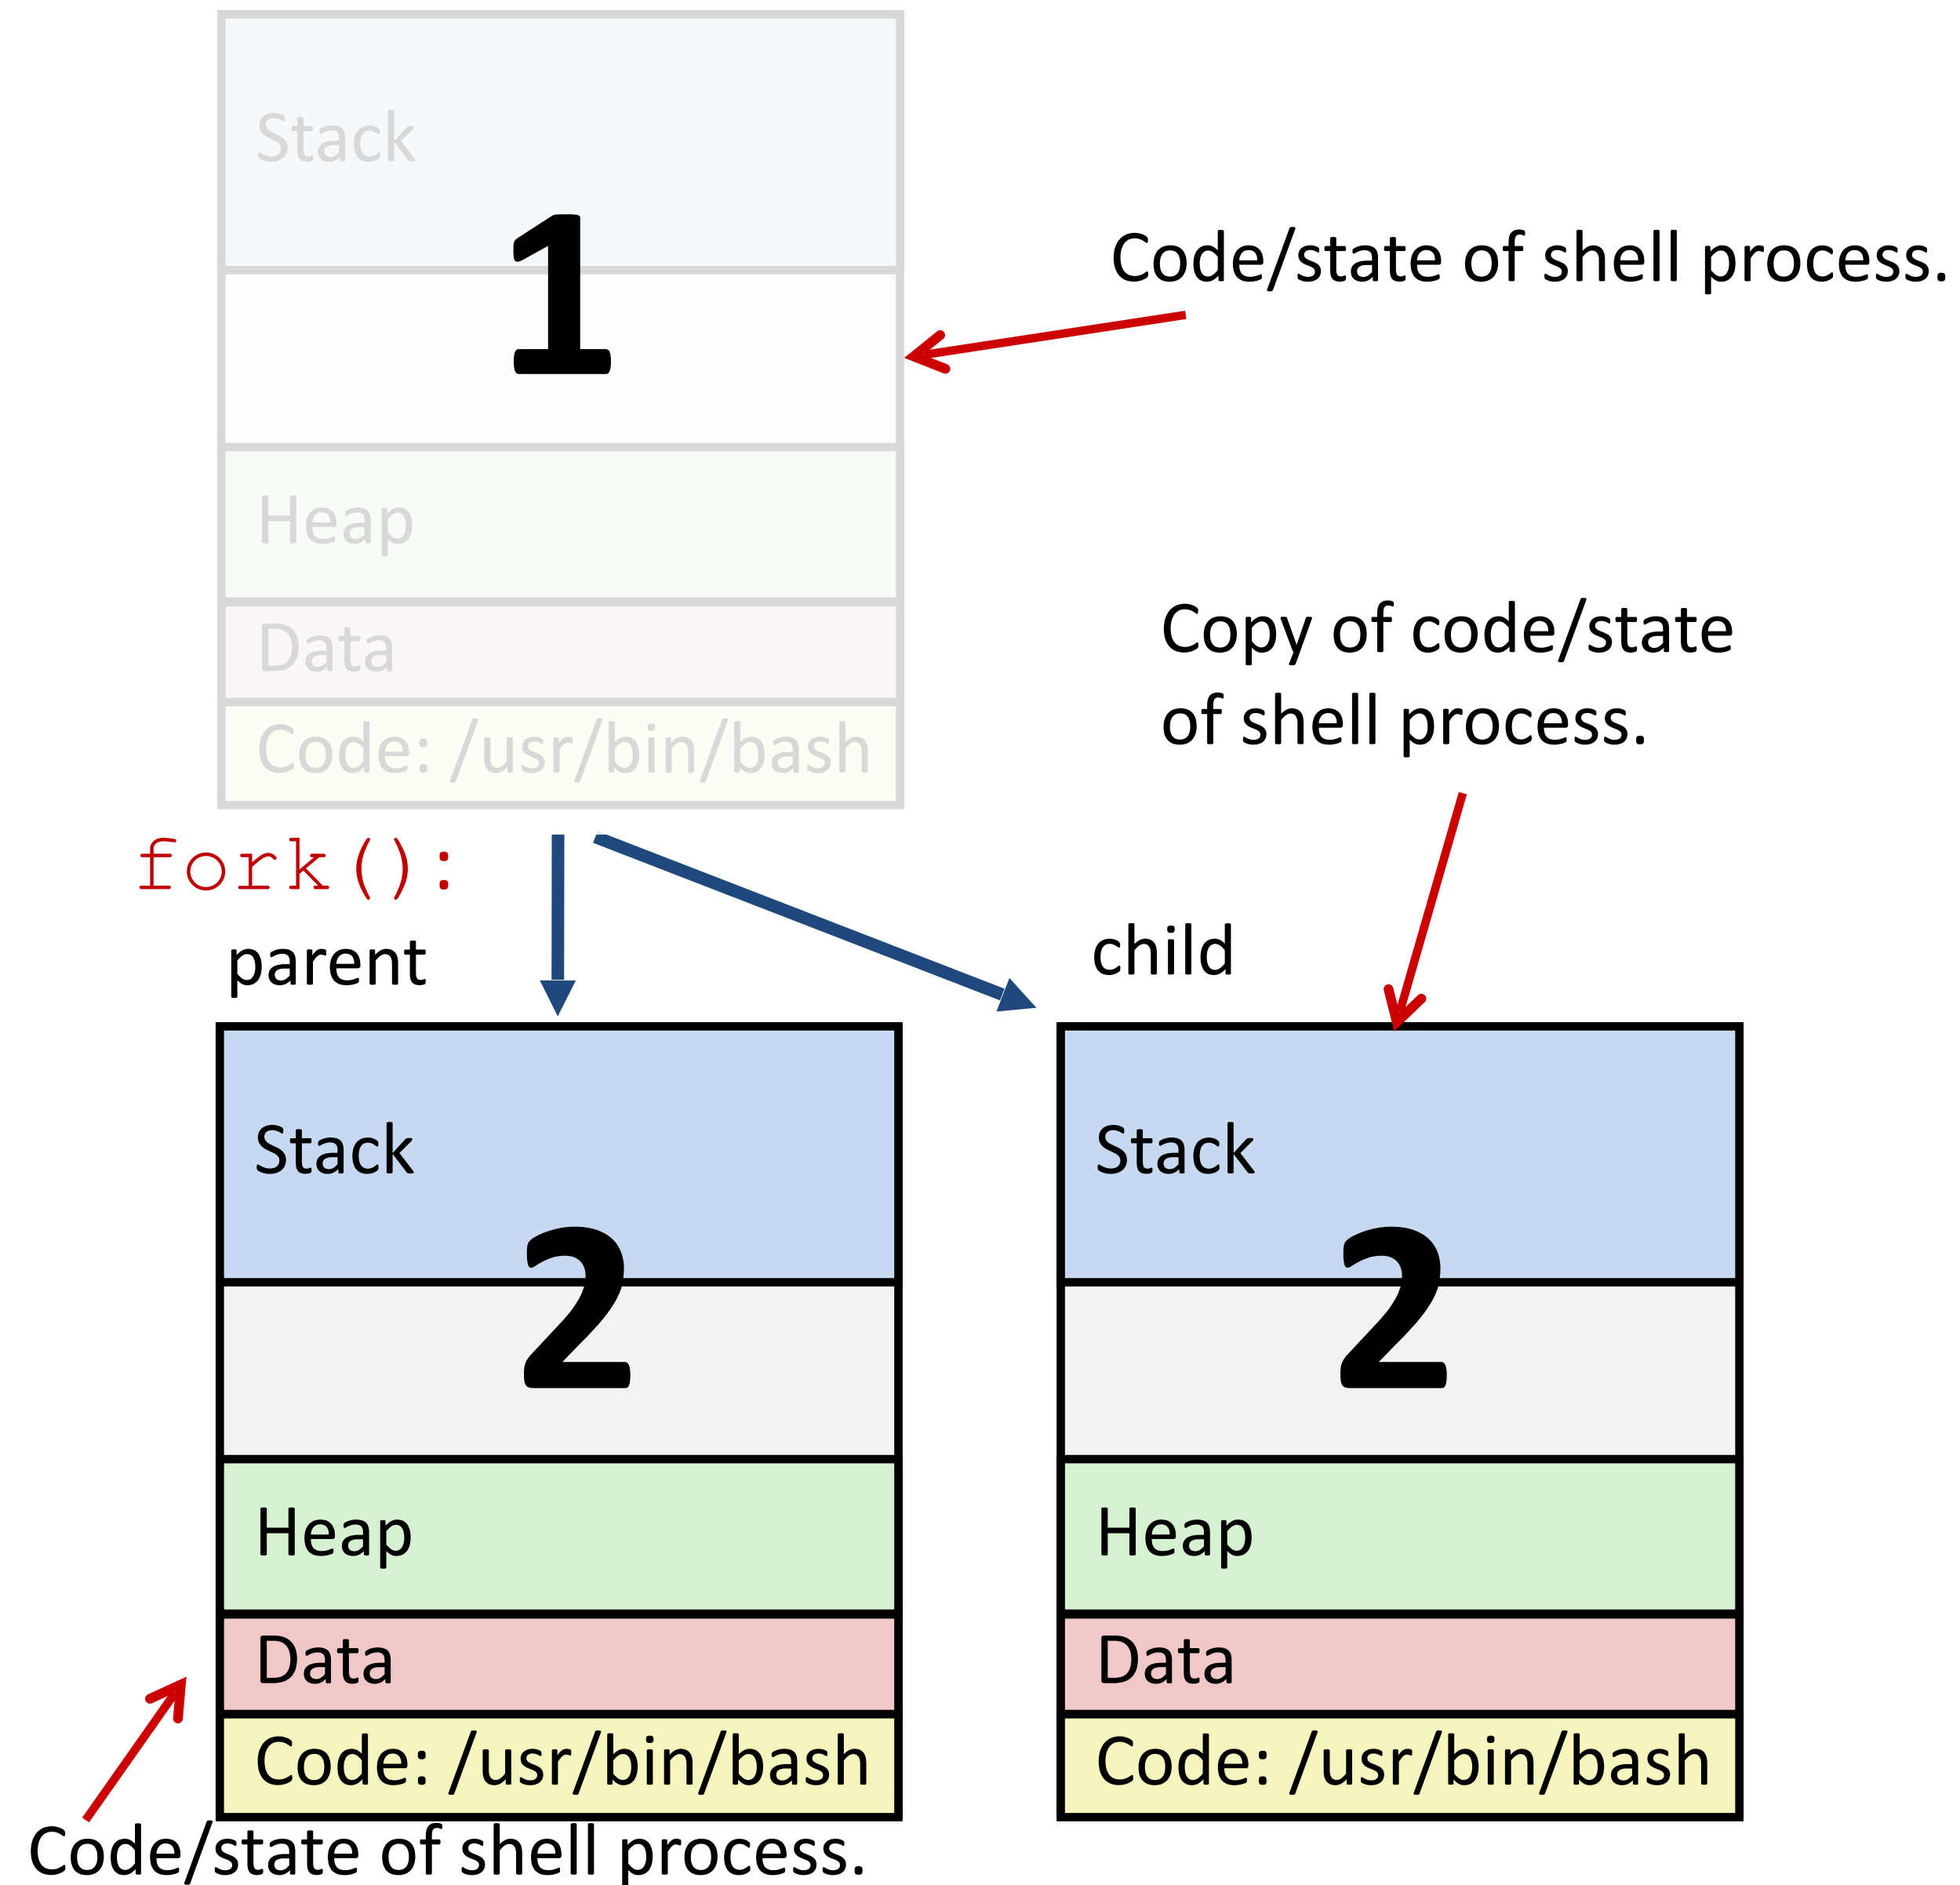 Stack
1
Code/state of shell process.
Heap
Copy of code/state
of shell process.
Data
Code: /usr/bin/bash
fork():
parent
child
Stack
2
Heap
Data
Code: /usr/bin/bash
Stack
2
Heap
Data
Code: /usr/bin/bash
Code/state of shell process.